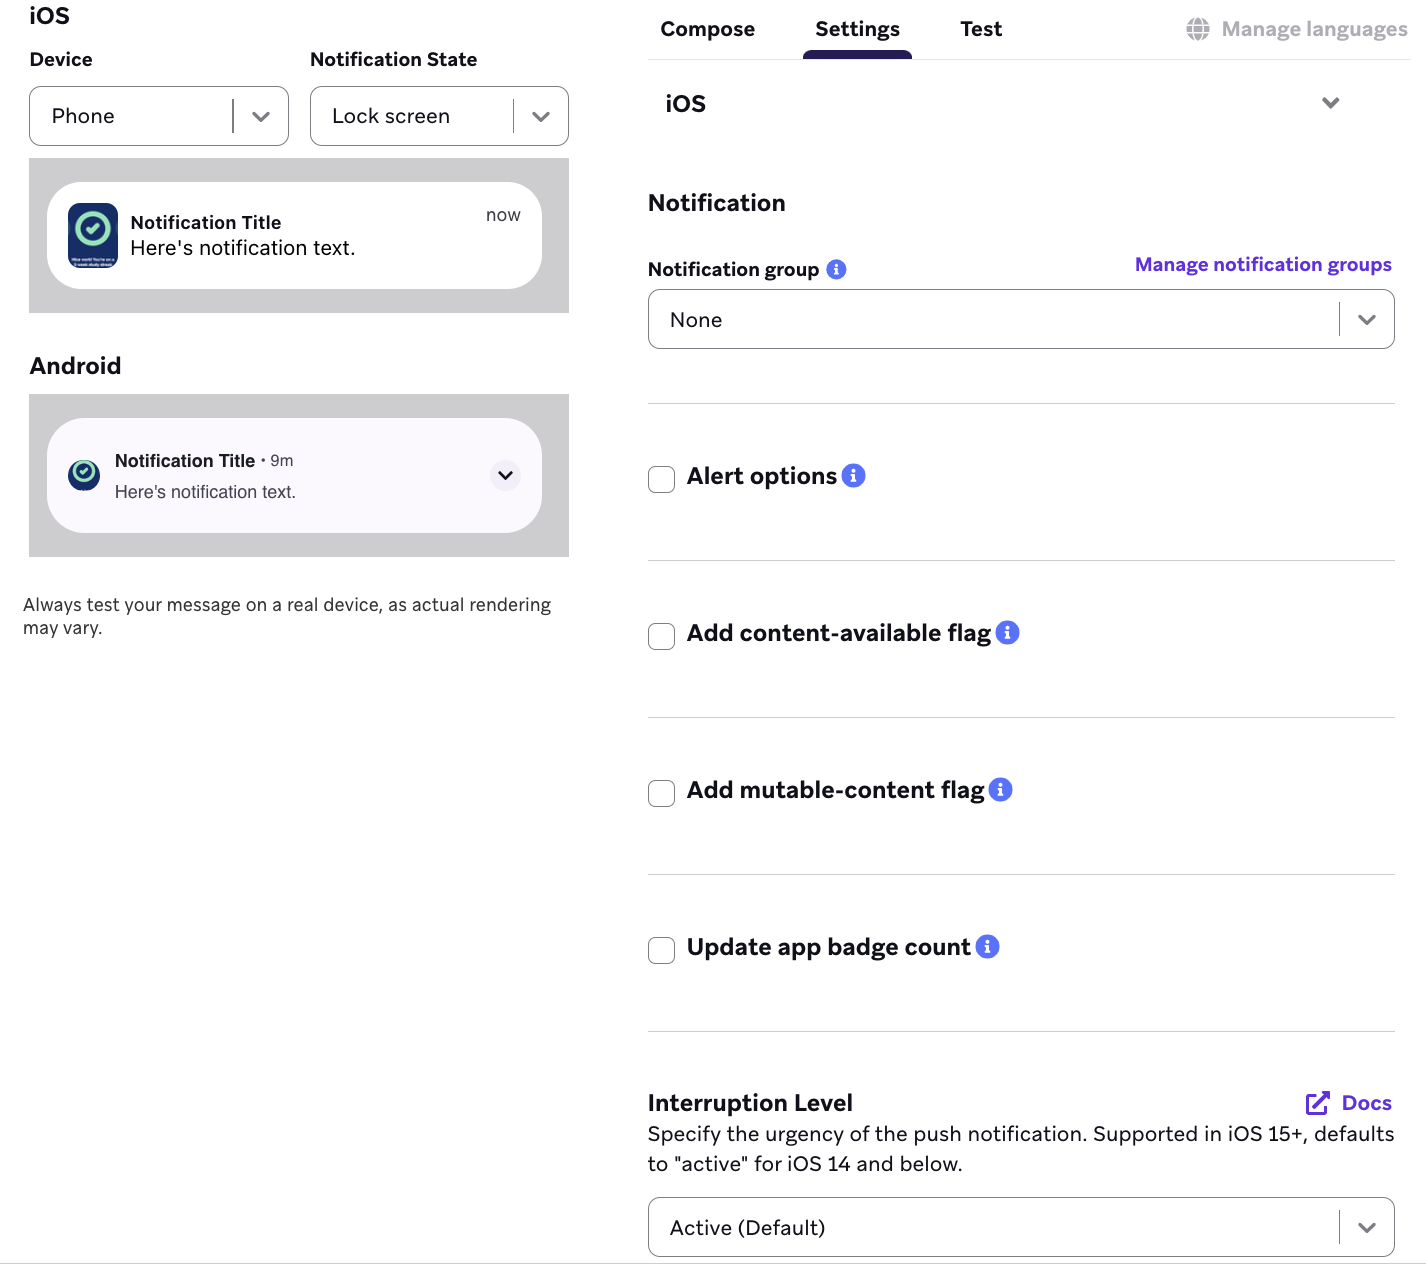 iOS
Device
Notification State
Phone
Lock screen
Notification Title
now
Here's notification text.
Android
Notification Title • 9m
Here's notification text.
Always test your message on a real device, as actual rendering
may vary.
Compose
Settings
Test
Manage languages
iOS
Notification
Notification group
Manage notification groups
None
Alert options
Add content-available flag
Add mutable-content flag
Update app badge count
Interruption Level
Docs
Specify the urgency of the push notification. Supported in iOS 15+, defaults
to "active" for iOS 14 and below.
Active (Default)